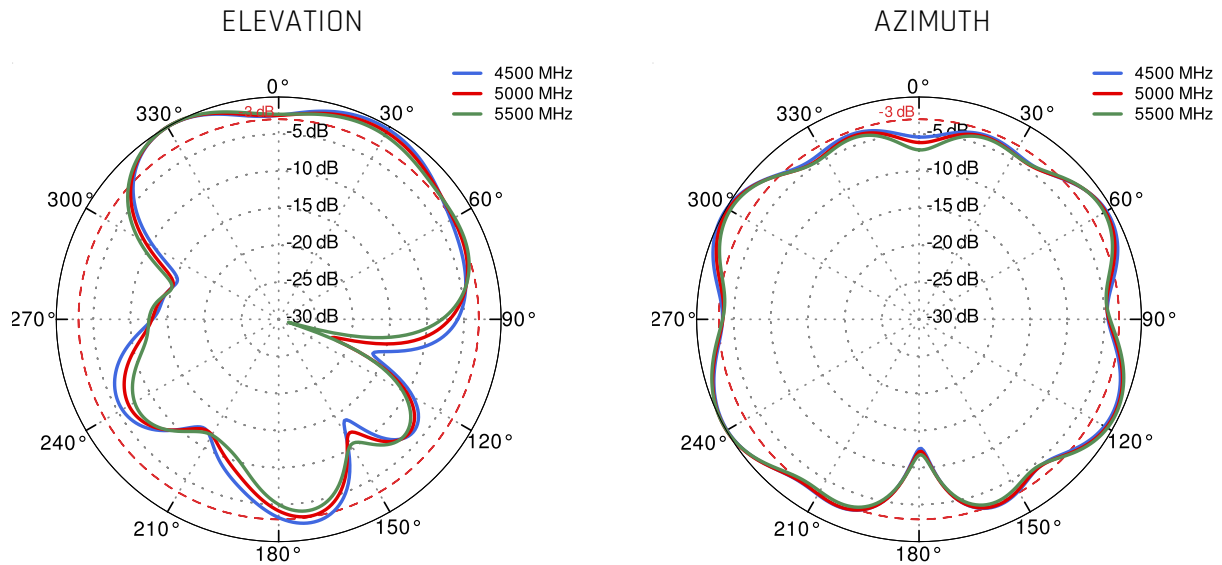 ELEVATION
4500 MHz
5000 MHz
5500 MHz
0°
330°
-3 dB
30°
-5 dB
-10 dB
300°
-15 dB
60°
-20 dB
-25 dB
270°
-30 dB
90°
240°
120°
210°
150°
180°
AZIMUTH
4500 MHz
5000 MHz
5500 MHz
0°
330°
-3 dB
30°
-5 dB
-10 dB
300°
-15 dB
60°
-20 dB
-25 dB
270°
-30 dB
90°
240°
120°
210°
150°
180°